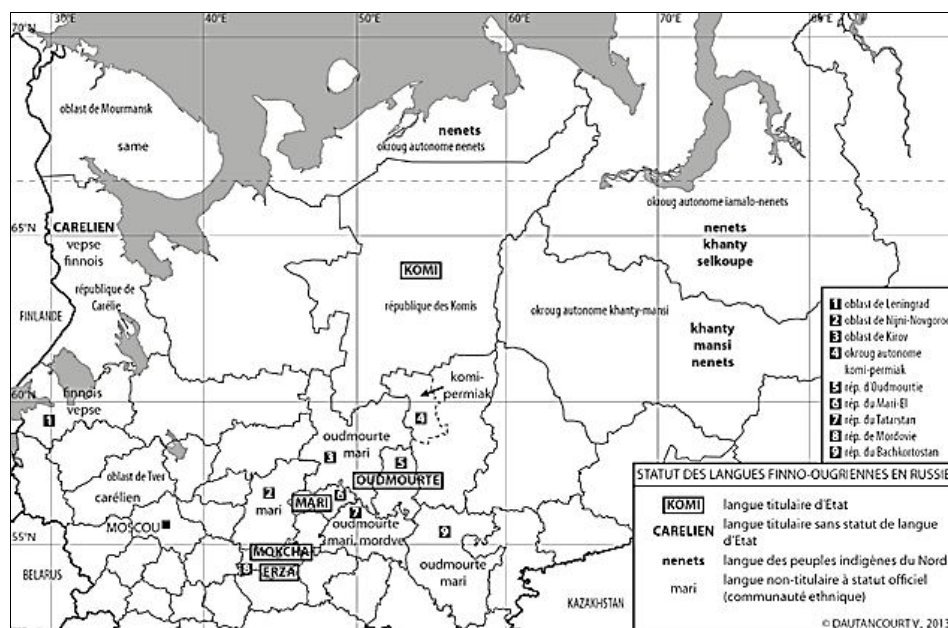 70°N
30°E
40°E
50°E
60°E
70°E
oblast de Mourmansk
same
nenets
okroug autonome nenets
okroug autonome iamalo-nenets
nenets
khanty
selkoupe
65°N
CARELIEN
vepse
finnois
KOMI
république de
Carélie
république des Komis
okroug autonome khanty-mansi
FINLANDE
khanty
mansi
nenets
1 oblast de Leningrad
2 oblast de Nijni-Novgorod
3 oblast de Kirov
4 okroug autonome
komi-permiak
5 rép. d'Oudmourtie
6 rép. du Mari-El
7 rép. du Tatarstan
8 rép. de Mordovie
9 rép. du Bachkortostan
60°N
komi-
permiak
finnois
vepse
1
4
oudmourte
mari
3
5
OUDMOURTE
oblast de Tver
carélien
2
mari
MARI
6
7
MOSCOU
oudmourte
mari, mordve
9
55°N
MOKCHA
8
ERZA
oudmourte
mari
BELARUS
KAZAKHSTAN
STATUT DES LANGUES FINNO-OUGRIENNES EN RUSSIE
KOMI langue titulaire d'Etat
CARELIEN langue titulaire sans statut de langue
d'Etat
nenets langue des peuples indigènes du Nord
mari langue non-titulaire à statut officiel
(communauté ethnique)
© DAUTANCOURT V., 2013